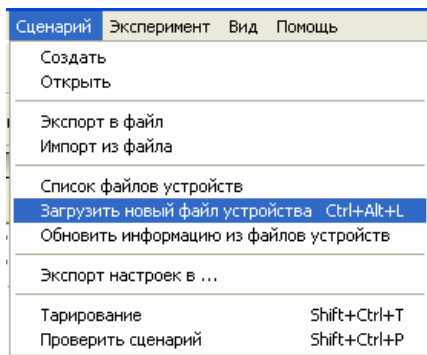 Сценарий Эксперимент Вид Помощь
Создать
Открыть
Экспорт в файл
Импорт из файла
Список файлов устройств
Загрузить новый файл устройства Ctrl+Alt+L
Обновить информацию из файлов устройств
Экспорт настроек в ...
Тарирование Shift+Ctrl+T
Проверить сценарий Shift+Ctrl+P